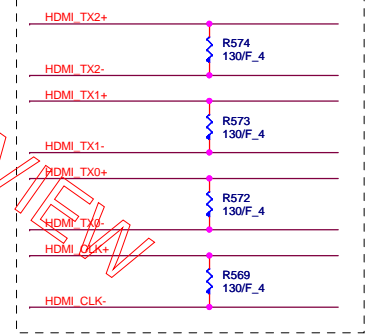 HDMI_TX2+
R574
130/F_4
HDMI_TX2-
HDMI_TX1+
R573
130/F_4
HDMI_TX1-
HDMI_TX0+
R572
130/F_4
HDMI_TX0-
HDMI_CLK+
R569
130/F_4
HDMI_CLK-
VIEW